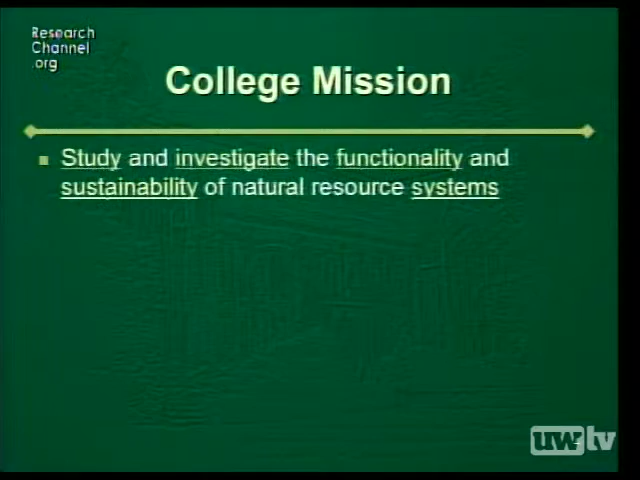 Research
Channel
.org
College Mission
Study and investigate the functionality and
sustainability of natural resource systems
uwtv